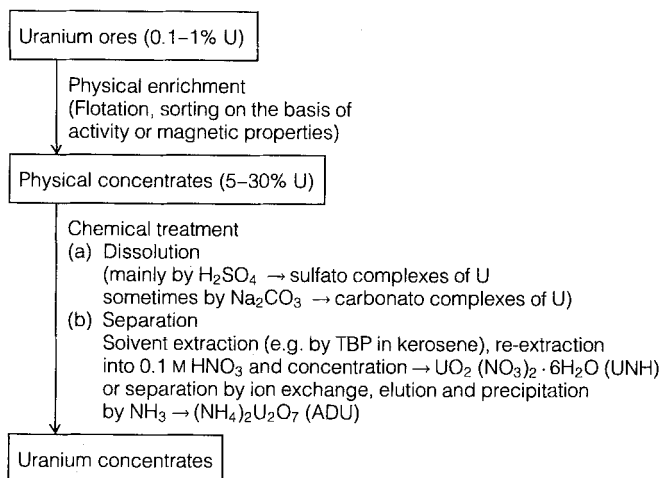 Uranium ores (0.1–1% U)
Physical enrichment
(Flotation, sorting on the basis of
activity or magnetic properties)
Physical concentrates (5–30% U)
Chemical treatment
(a) Dissolution
(mainly by H₂SO₄ → sulfato complexes of U
sometimes by Na₂CO₃ → carbonato complexes of U)
(b) Separation
Solvent extraction (e.g. by TBP in kerosene), re-extraction
into 0.1 M HNO₃ and concentration → UO₂ (NO₃)₂ · 6H₂O (UNH)
or separation by ion exchange, elution and precipitation
by NH₃ → (NH₄)₂U₂O₇ (ADU)
Uranium concentrates